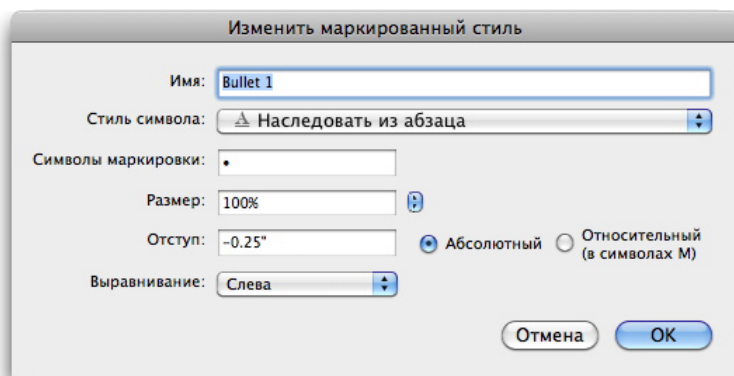 Изменить маркированный стиль
Имя: Bullet 1
Стиль символа: A Наследовать из абзаца
Символы маркировки: •
Размер: 100%
Отступ: -0.25" Абсолютный Относительный
(в символах М)
Выравнивание: Слева
Отмена OK